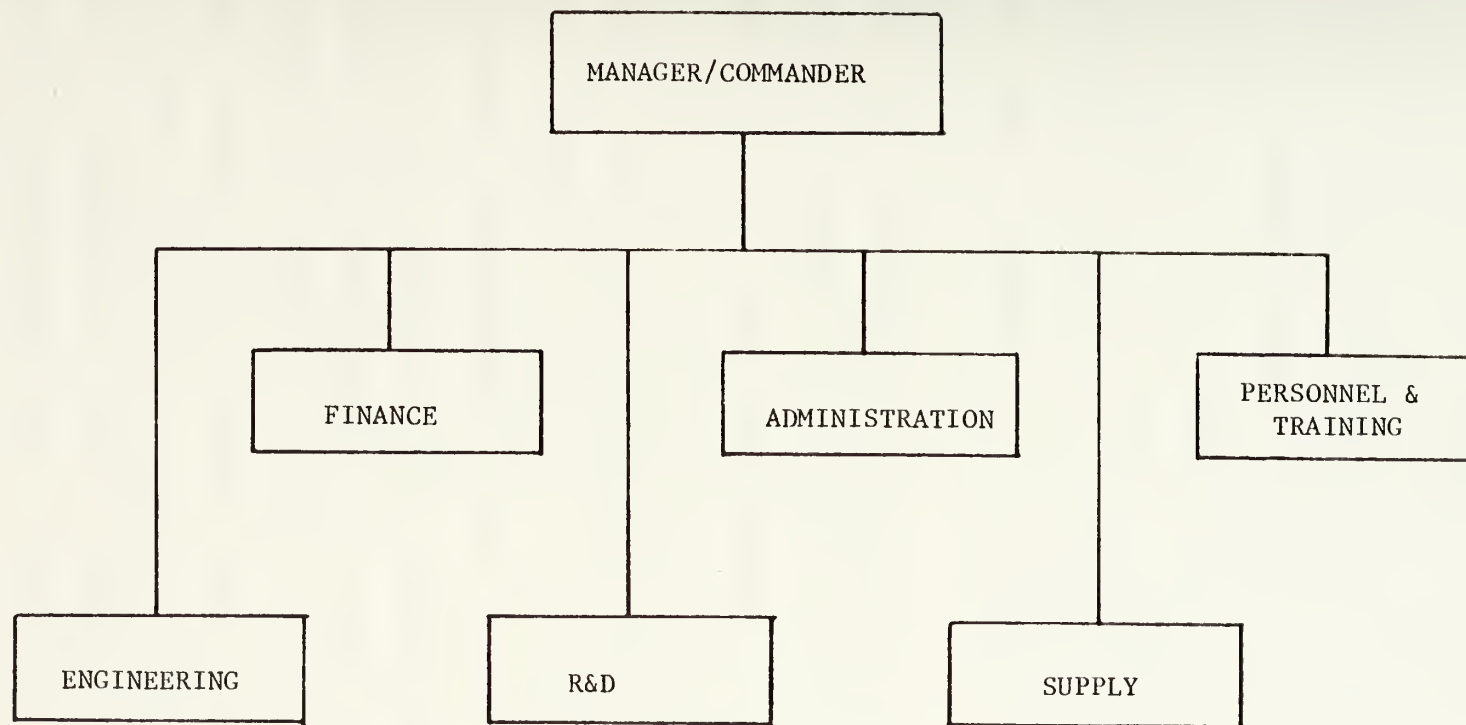 MANAGER/COMMANDER
FINANCE
ADMINISTRATION
PERSONNEL &
TRAINING
ENGINEERING
R&D
SUPPLY